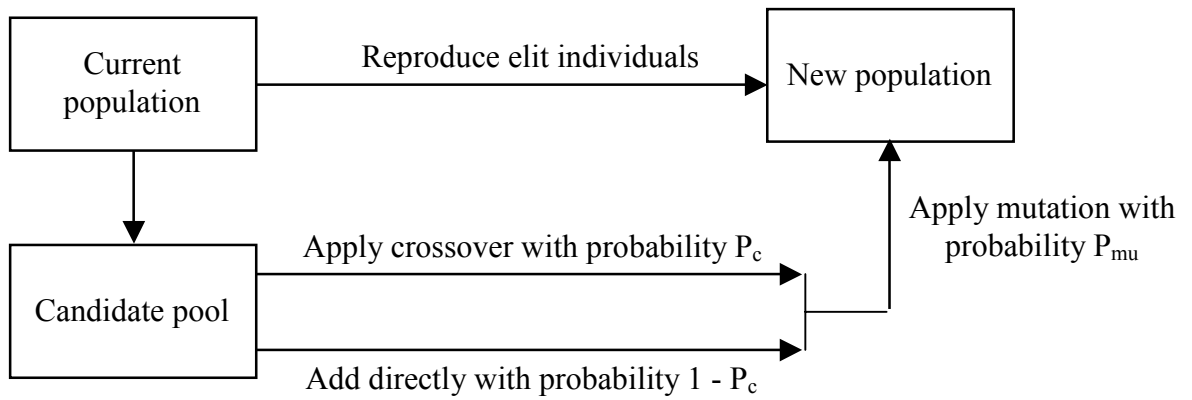 Current
population
Reproduce elit individuals
New population
Apply mutation with
probability Pmu
Apply crossover with probability Pc
Candidate pool
Add directly with probability 1 - Pc